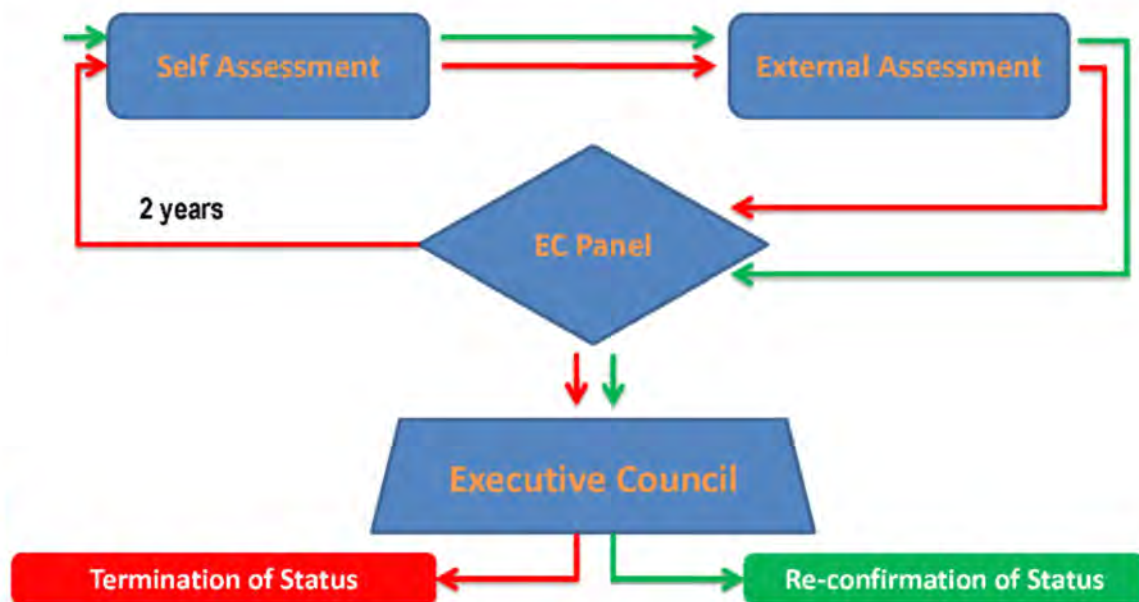 Self Assessment
External Assessment
2 years
EC Panel
Executive Council
Termination of Status
Re-confirmation of Status